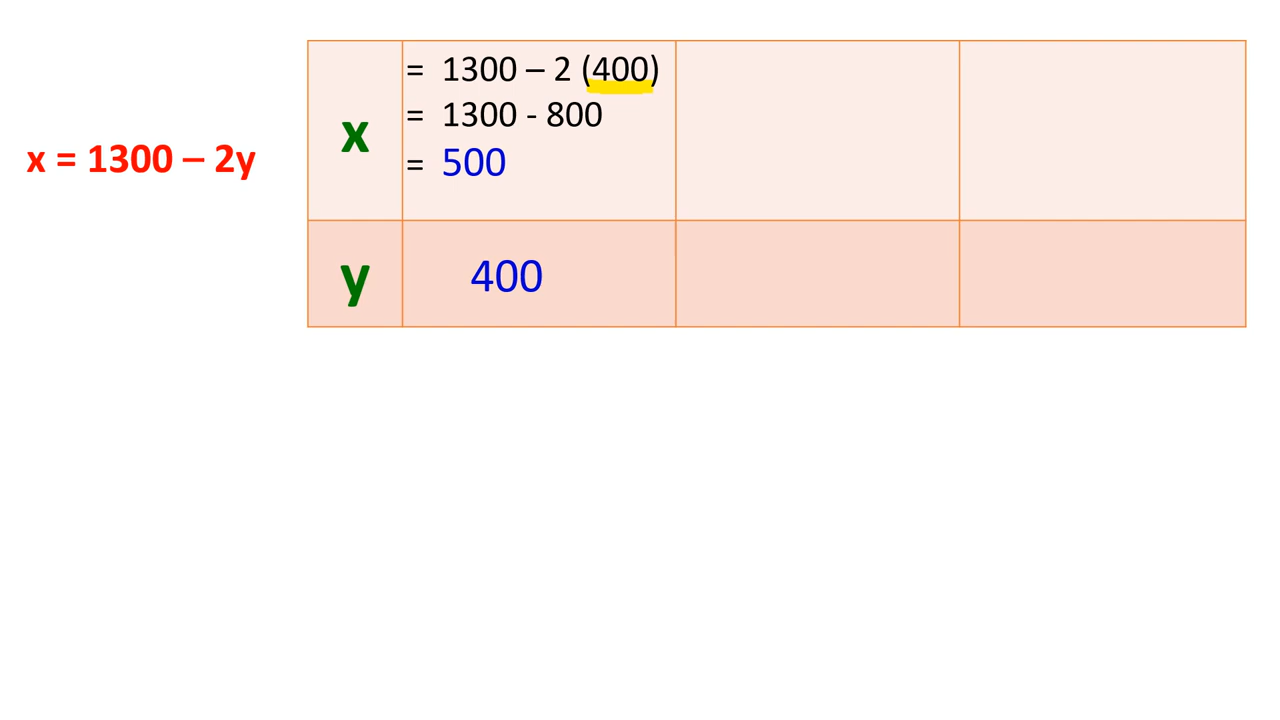 x = 1300 – 2y
x
= 1300 – 2 (400)
= 1300 - 800
= 500
y
400